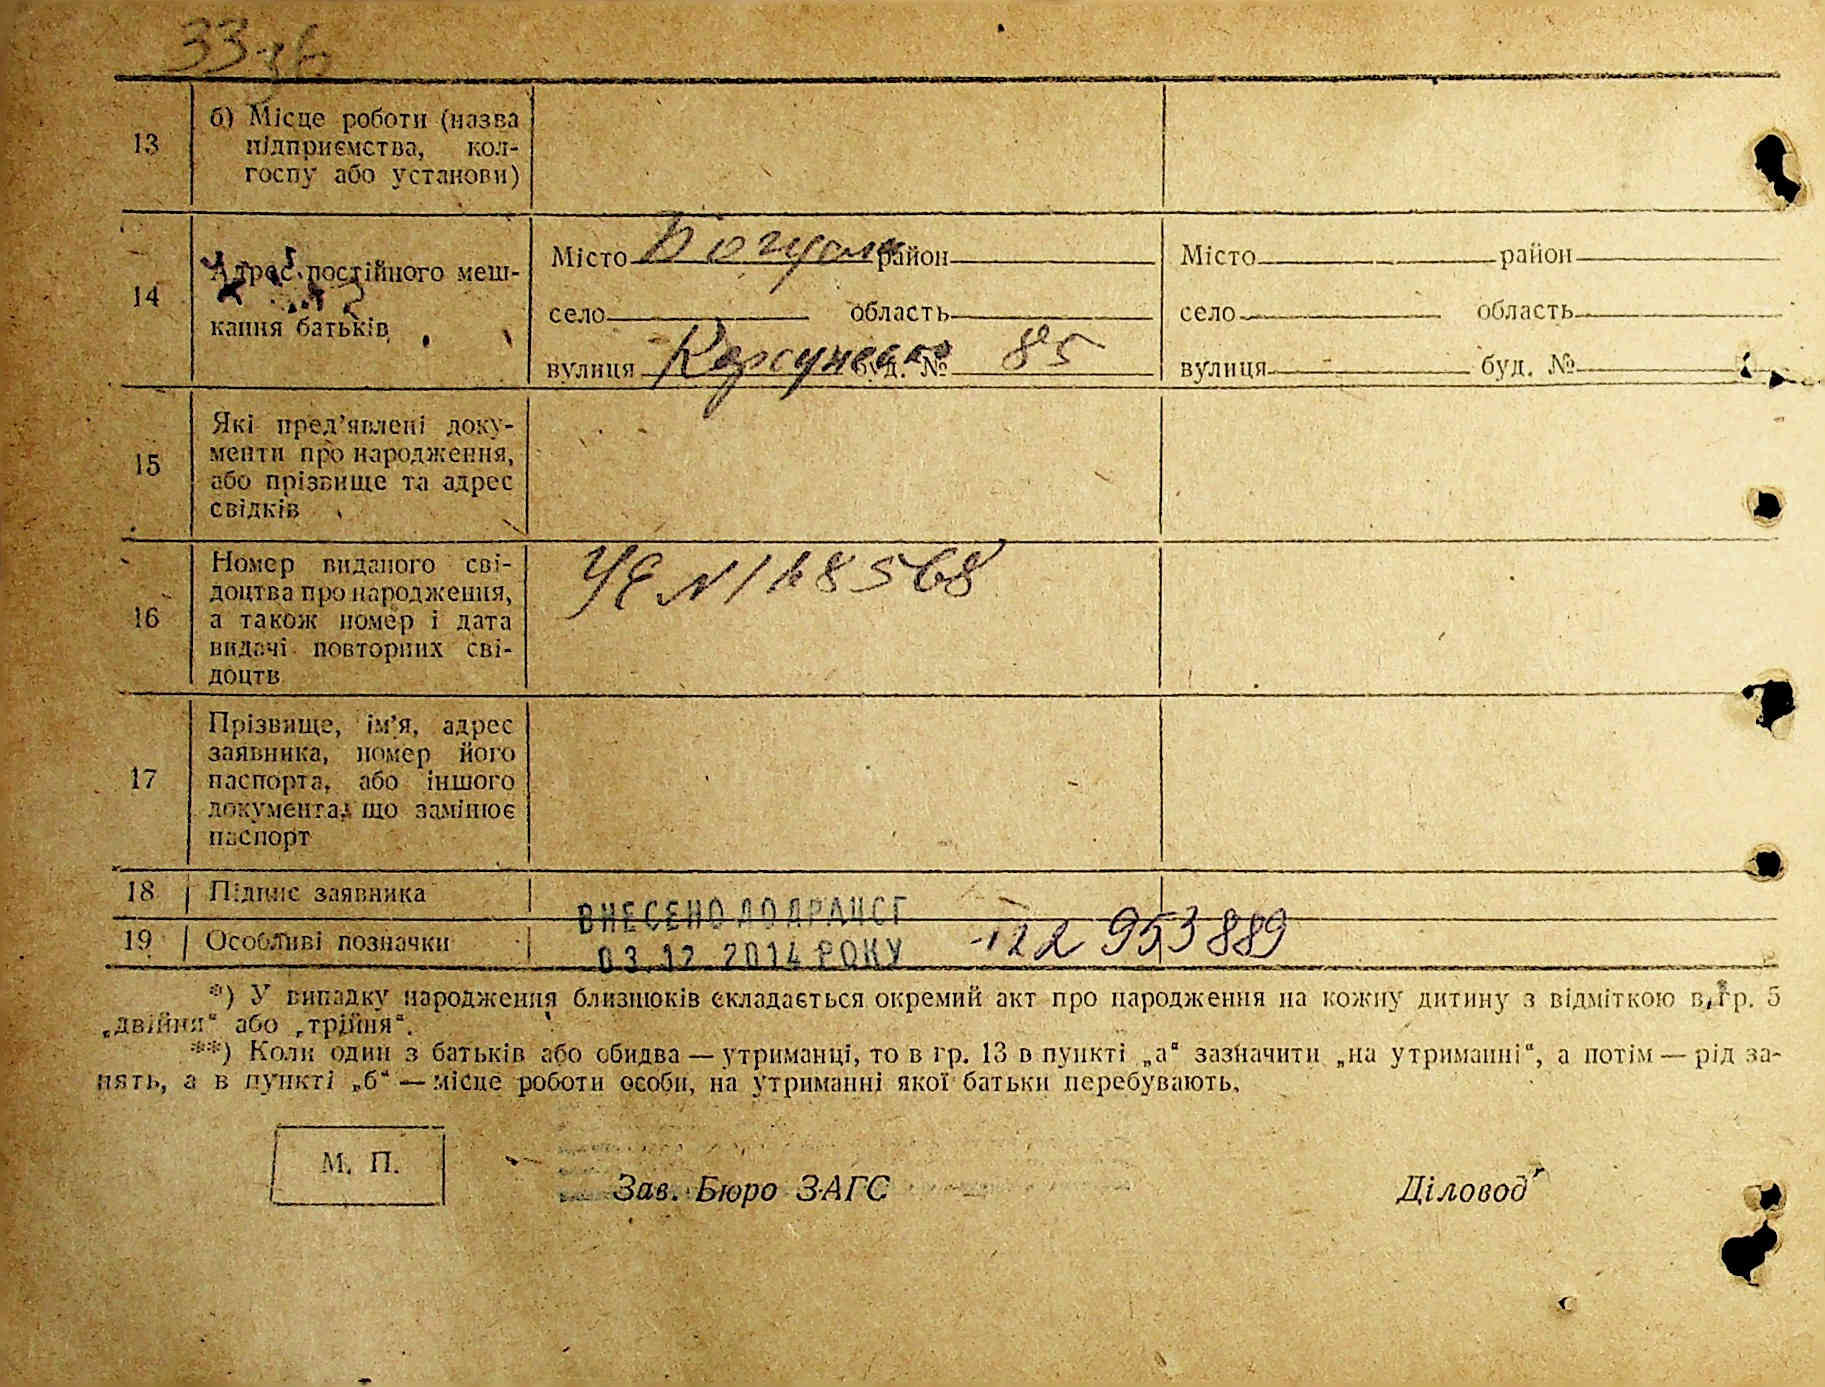 33 зв
13 б) Місце роботи (назва
підприємства, кол-
госпу або установи)
14 Адрес постійного меш-
кання батьків
Місто Богуслав район
село область
вулиця буд. № 85
Місто район
село область
вулиця буд. №
15 Які пред’явлені доку-
менти про народження,
або прізвище та адрес
свідків
16 Номер виданого сві-
доцтва про народження,
а також номер і дата
видачі повторних сві-
доцтв
УЕ № 148568
17 Прізвище, ім’я, адрес
заявника, номер його
паспорта, або іншого
документа, що замінює
паспорт
18 Підпис заявника
19 Особливі позначки
ВНЕСЕНО ДО ДРАЦСГ
03.12.2014 РОКУ
122 953889
*) У випадку народження близнюків складається окремий акт про народження на кожну дитину з відміткою в гр. 5
„двійня“ або „трійня“.
**) Коли один з батьків або обидва — утриманці, то в гр. 13 в пункті „а“ зазначити „на утриманні“, а потім — рід за-
нять, а в пункті „б“ — місце роботи особи, на утриманні якої батьки перебувають.
М. П.
Зав. Бюро ЗАГС
Діловод